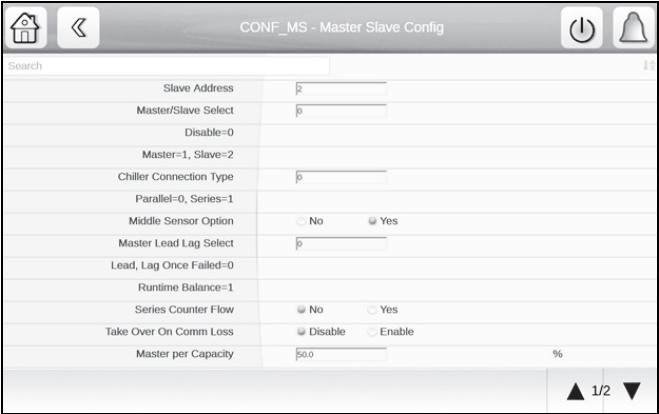 CONF_MS - Master Slave Config
Search
Slave Address 2
Master/Slave Select 0
Disable=0
Master=1, Slave=2
Chiller Connection Type 0
Parallel=0, Series=1
Middle Sensor Option No Yes
Master Lead Lag Select 0
Lead, Lag Once Failed=0
Runtime Balance=1
Series Counter Flow No Yes
Take Over On Comm Loss Disable Enable
Master per Capacity 50.0 %
1/2